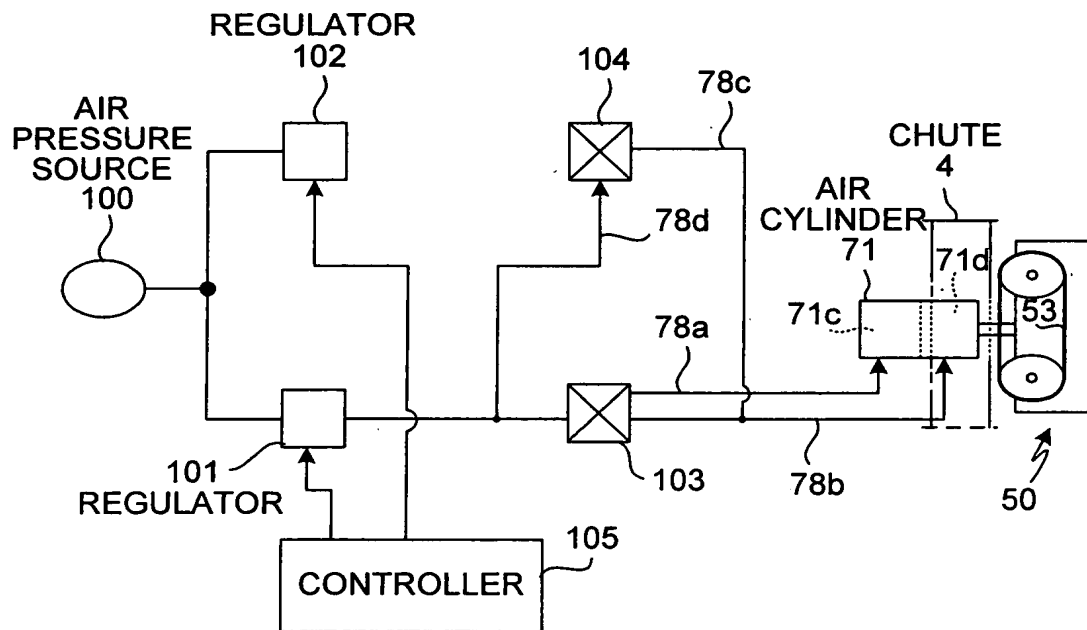 REGULATOR
102
104
78c
AIR
PRESSURE
SOURCE
100
CHUTE
4
AIR
CYLINDER
71
71d
78d
71c
53
78a
101
REGULATOR
103
78b
50
105
CONTROLLER